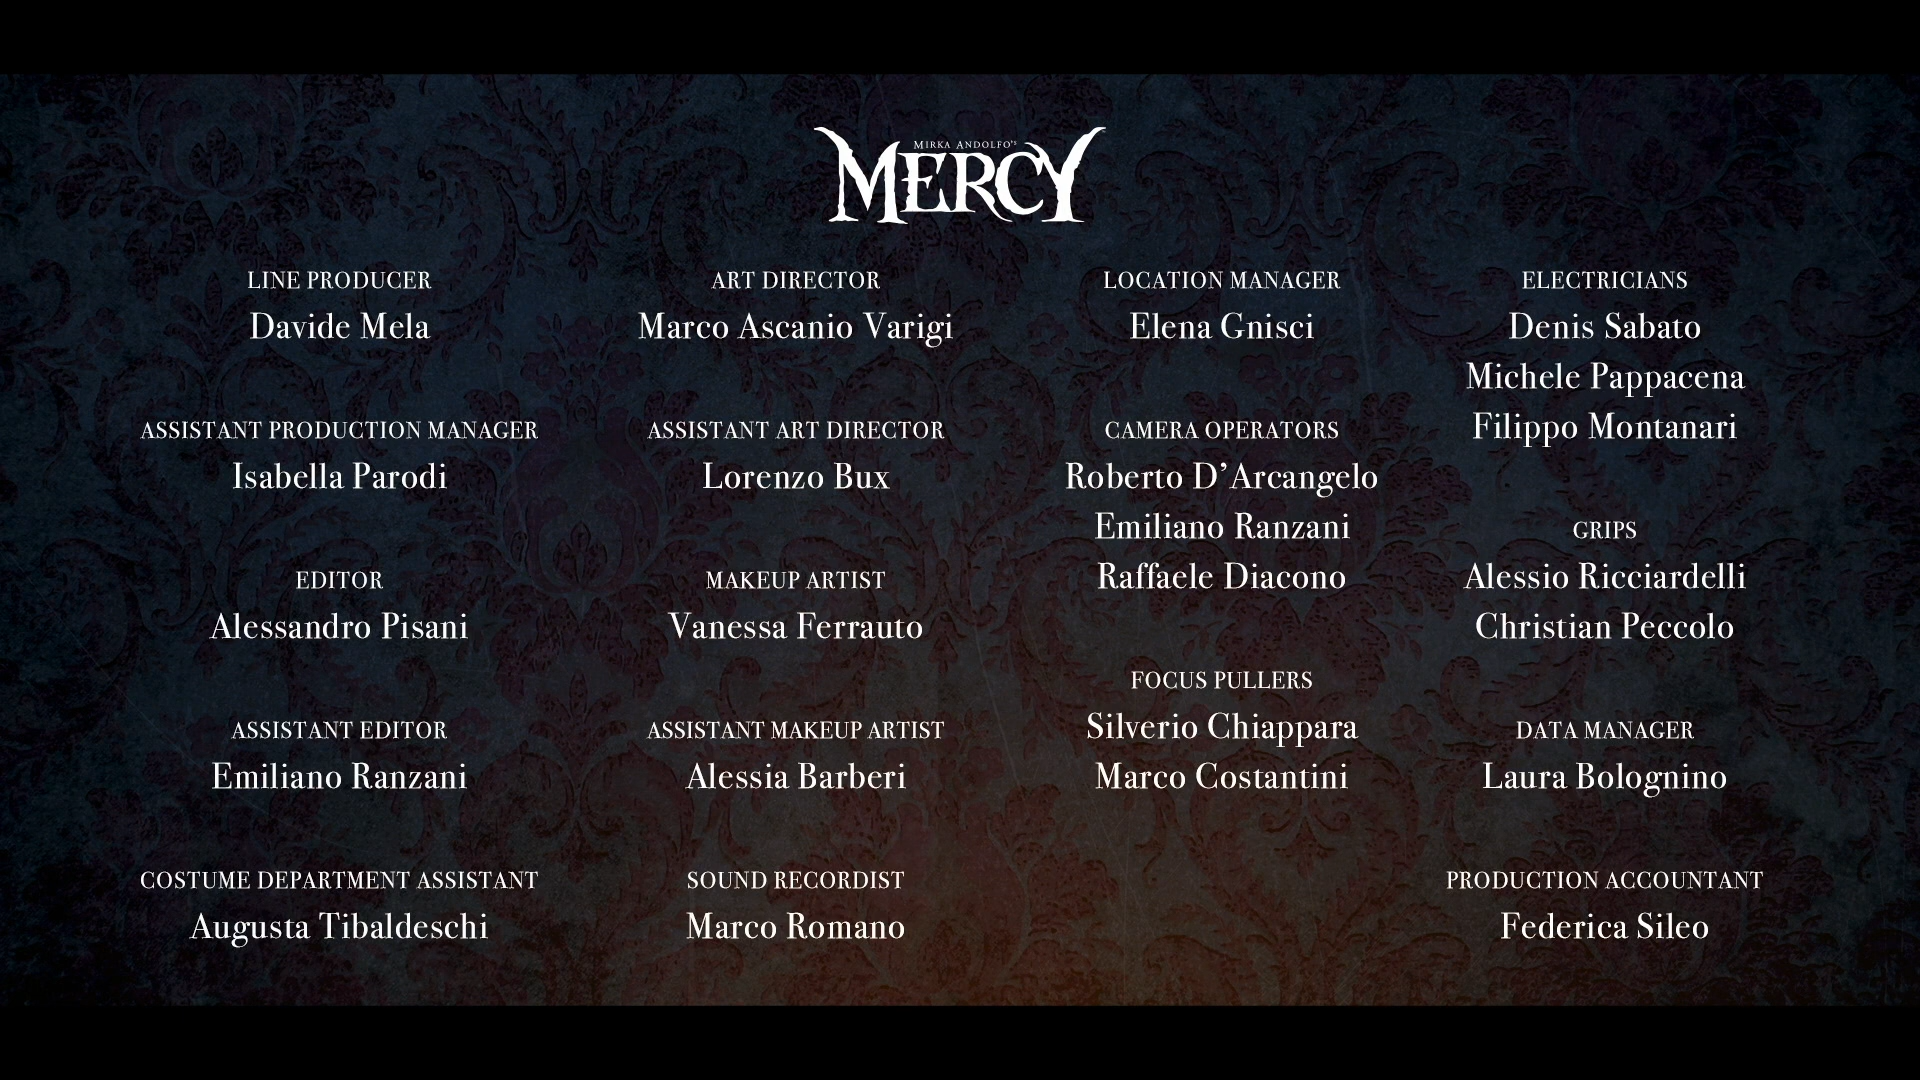 MIRKA ANDOLFO'S
MERCY
LINE PRODUCER
Davide Mela
ASSISTANT PRODUCTION MANAGER
Isabella Parodi
EDITOR
Alessandro Pisani
ASSISTANT EDITOR
Emiliano Ranzani
COSTUME DEPARTMENT ASSISTANT
Augusta Tibaldeschi
ART DIRECTOR
Marco Ascanio Varigi
ASSISTANT ART DIRECTOR
Lorenzo Bux
MAKEUP ARTIST
Vanessa Ferrauto
ASSISTANT MAKEUP ARTIST
Alessia Barberi
SOUND RECORDIST
Marco Romano
LOCATION MANAGER
Elena Gnisci
CAMERA OPERATORS
Roberto D’Arcangelo
Emiliano Ranzani
Raffaele Diacono
FOCUS PULLERS
Silverio Chiappara
Marco Costantini
ELECTRICIANS
Denis Sabato
Michele Pappacena
Filippo Montanari
GRIPS
Alessio Ricciardelli
Christian Peccolo
DATA MANAGER
Laura Bolognino
PRODUCTION ACCOUNTANT
Federica Sileo